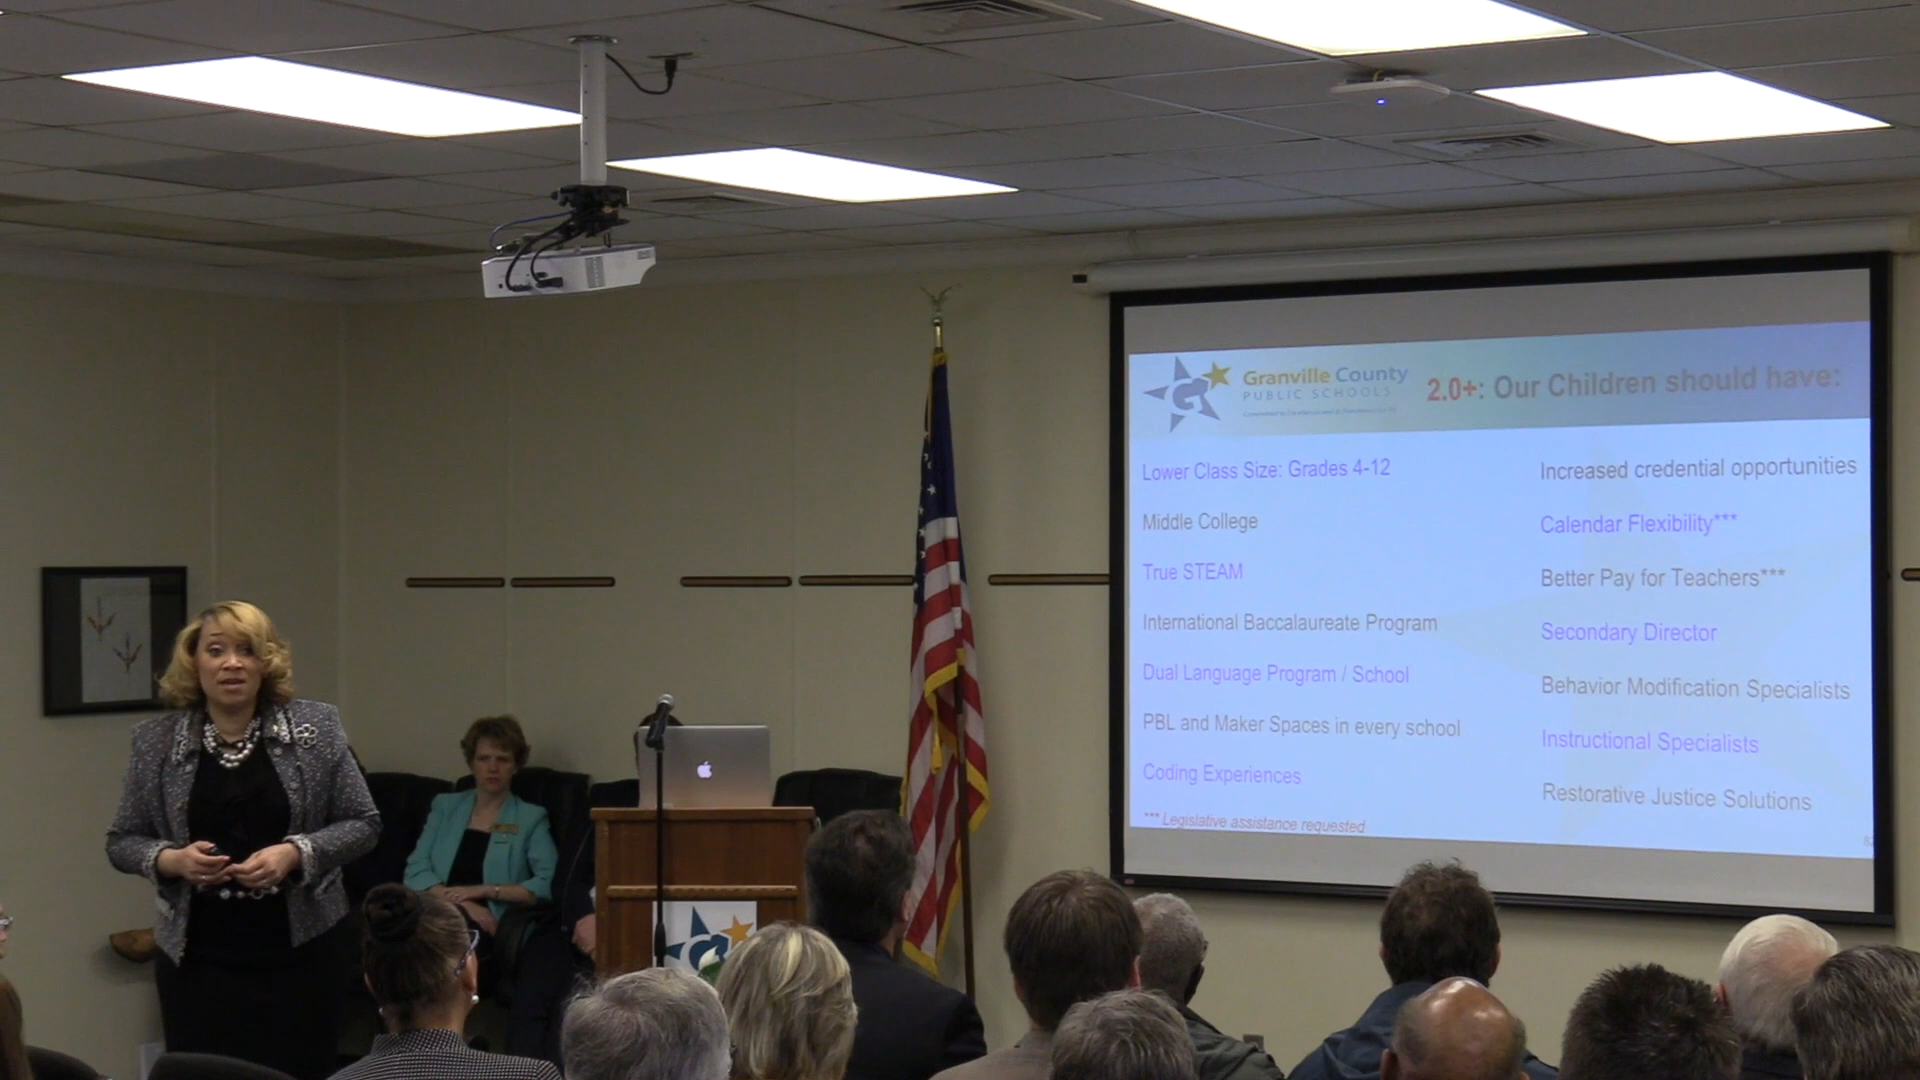 Granville County
PUBLIC SCHOOLS
2.0+: Our Children should have:
Lower Class Size: Grades 4-12
Middle College
True STEAM
International Baccalaureate Program
Dual Language Program / School
PBL and Maker Spaces in every school
Coding Experiences
*** Legislative assistance requested
Increased credential opportunities
Calendar Flexibility***
Better Pay for Teachers***
Secondary Director
Behavior Modification Specialists
Instructional Specialists
Restorative Justice Solutions